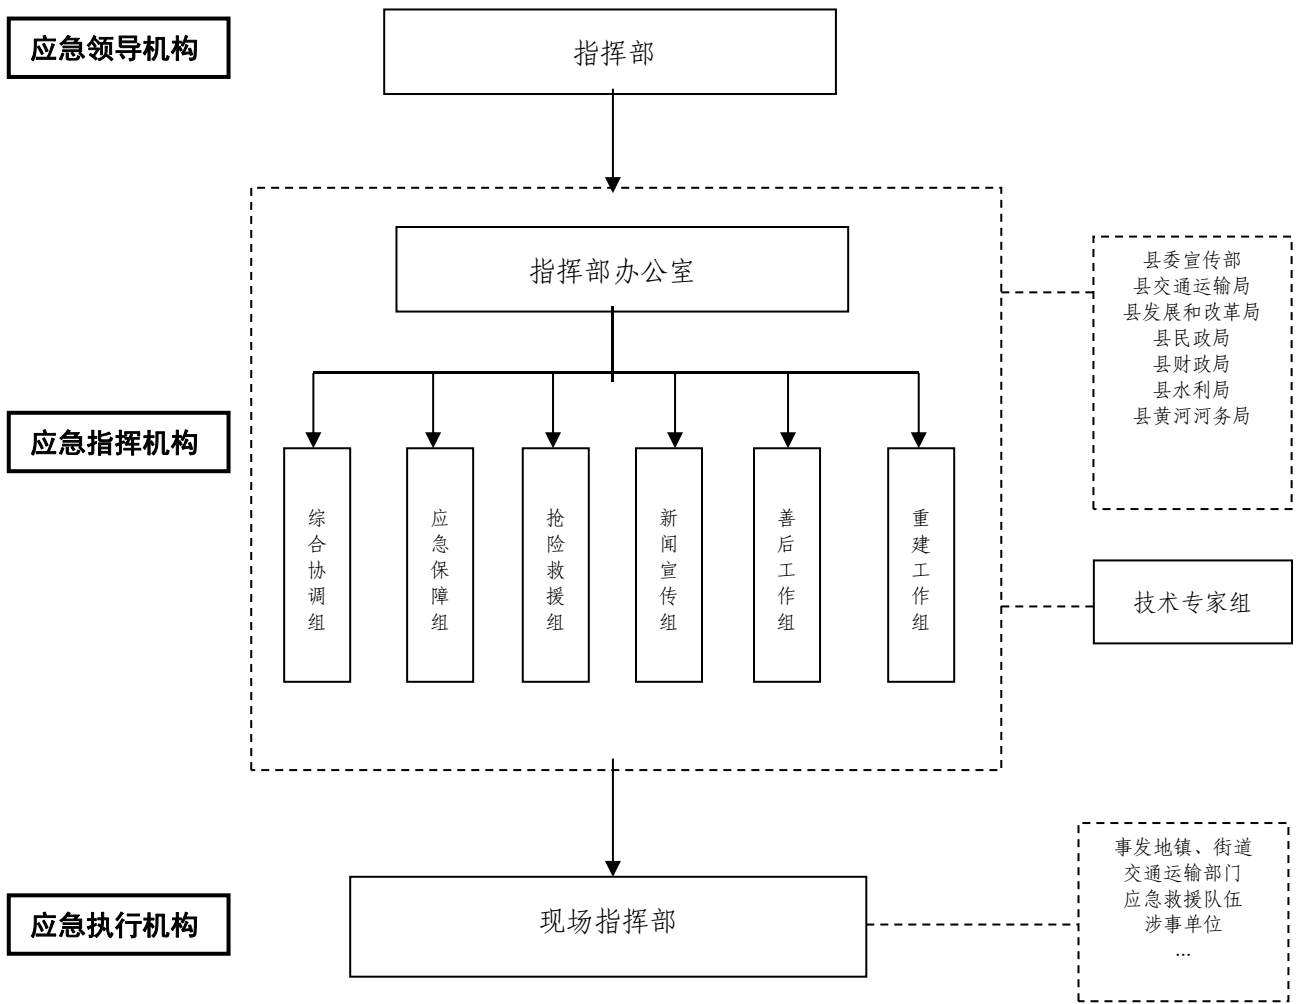 应急领导机构
指挥部
指挥部办公室
县委宣传部
县交通运输局
县发展和改革局
县民政局
县财政局
县水利局
县黄河河务局
应急指挥机构
综合协调组
应急保障组
抢险救援组
新闻宣传组
善后工作组
重建工作组
技术专家组
应急执行机构
现场指挥部
事发地镇、街道
交通运输部门
应急救援队伍
涉事单位
...